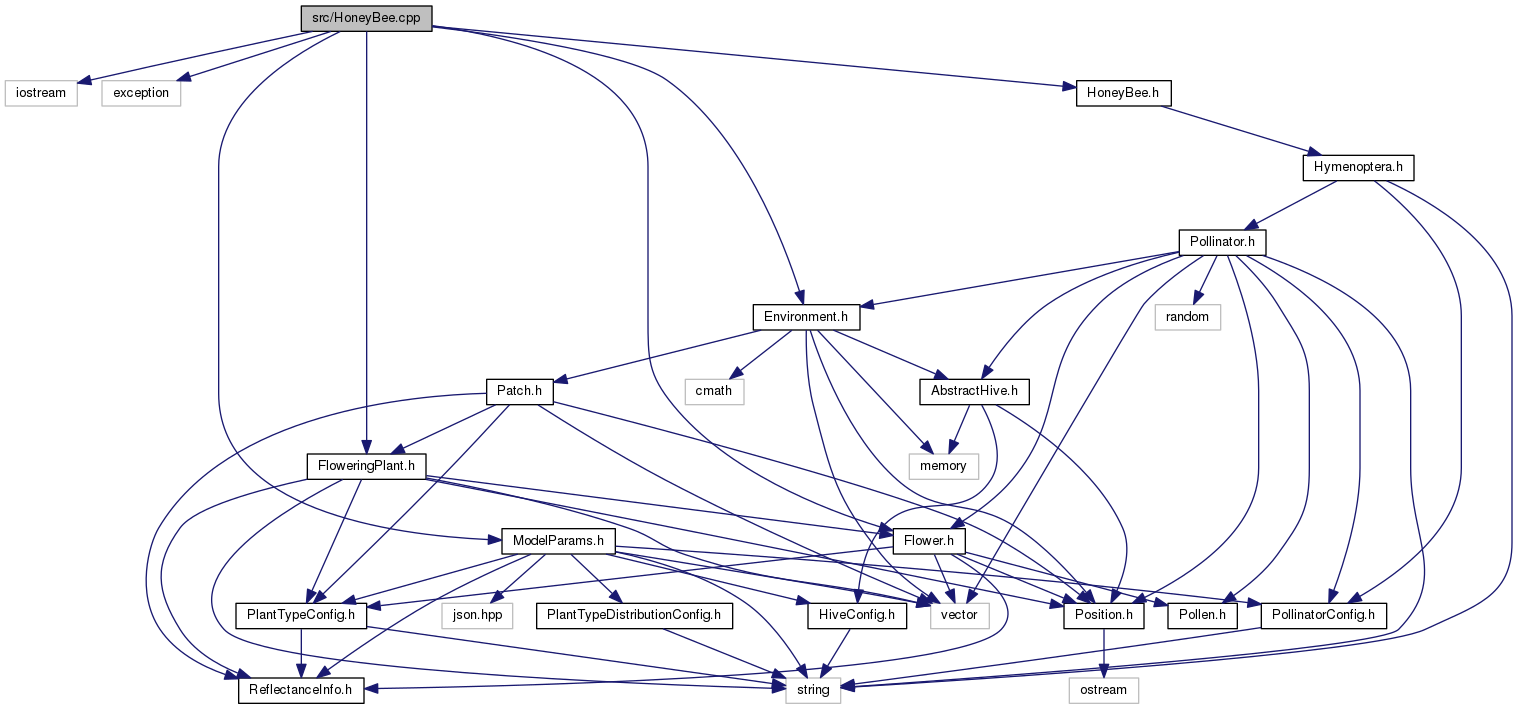 src/HoneyBee.cpp
iostream
exception
HoneyBee.h
Hymenoptera.h
Pollinator.h
Environment.h
random
Patch.h
cmath
AbstractHive.h
FloweringPlant.h
memory
ModelParams.h
Flower.h
PlantTypeConfig.h
json.hpp
PlantTypeDistributionConfig.h
HiveConfig.h
vector
Position.h
Pollen.h
PollinatorConfig.h
ReflectanceInfo.h
string
ostream